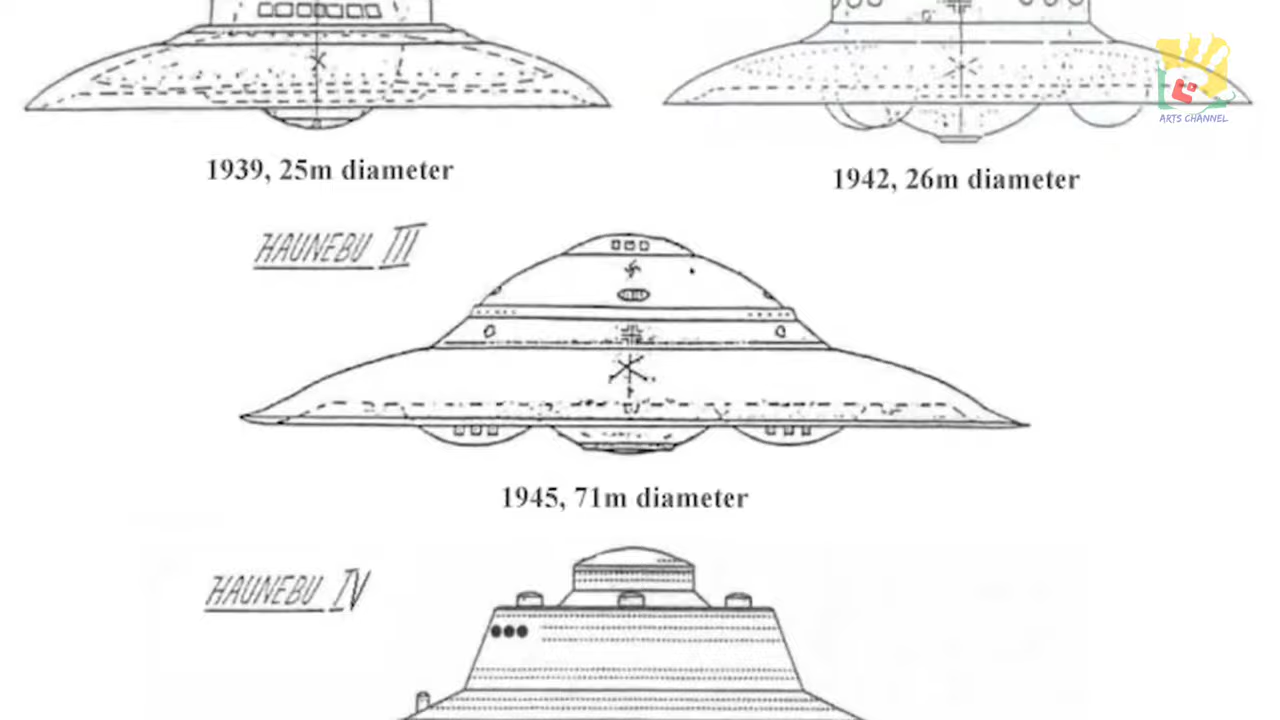 ARTS CHANNEL
1939, 25m diameter
1942, 26m diameter
HAUNEBU III
1945, 71m diameter
HAUNEBU IV